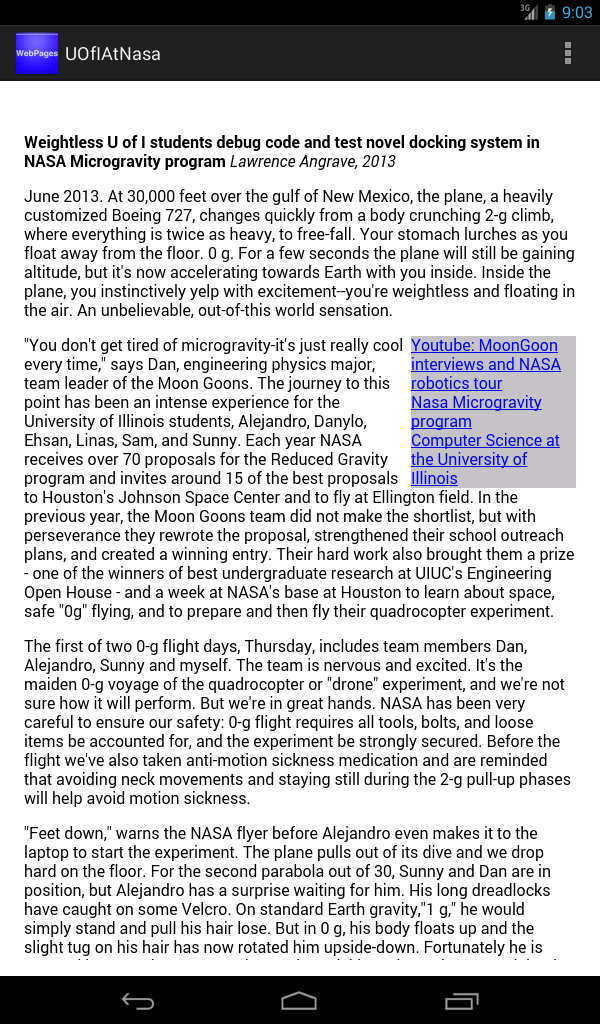 3G
9:03
WebPages
UOfIAtNasa
Weightless U of I students debug code and test novel docking system in
NASA Microgravity program Lawrence Angrave, 2013
June 2013. At 30,000 feet over the gulf of New Mexico, the plane, a heavily
customized Boeing 727, changes quickly from a body crunching 2-g climb,
where everything is twice as heavy, to free-fall. Your stomach lurches as you
float away from the floor. 0 g. For a few seconds the plane will still be gaining
altitude, but it's now accelerating towards Earth with you inside. Inside the
plane, you instinctively yelp with excitement--you're weightless and floating in
the air. An unbelievable, out-of-this world sensation.
"You don't get tired of microgravity-it's just really cool
every time," says Dan, engineering physics major,
team leader of the Moon Goons. The journey to this
point has been an intense experience for the
University of Illinois students, Alejandro, Danylo,
Ehsan, Linas, Sam, and Sunny. Each year NASA
receives over 70 proposals for the Reduced Gravity
program and invites around 15 of the best proposals
Youtube: MoonGoon
interviews and NASA
robotics tour
Nasa Microgravity
program
Computer Science at
the University of
Illinois
to Houston's Johnson Space Center and to fly at Ellington field. In the
previous year, the Moon Goons team did not make the shortlist, but with
perseverance they rewrote the proposal, strengthened their school outreach
plans, and created a winning entry. Their hard work also brought them a prize
- one of the winners of best undergraduate research at UIUC's Engineering
Open House - and a week at NASA's base at Houston to learn about space,
safe "0g" flying, and to prepare and then fly their quadrocopter experiment.
The first of two 0-g flight days, Thursday, includes team members Dan,
Alejandro, Sunny and myself. The team is nervous and excited. It's the
maiden 0-g voyage of the quadrocopter or "drone" experiment, and we're not
sure how it will perform. But we're in great hands. NASA has been very
careful to ensure our safety: 0-g flight requires all tools, bolts, and loose
items be accounted for, and the experiment be strongly secured. Before the
flight we've also taken anti-motion sickness medication and are reminded
that avoiding neck movements and staying still during the 2-g pull-up phases
will help avoid motion sickness.
"Feet down," warns the NASA flyer before Alejandro even makes it to the
laptop to start the experiment. The plane pulls out of its dive and we drop
hard on the floor. For the second parabola out of 30, Sunny and Dan are in
position, but Alejandro has a surprise waiting for him. His long dreadlocks
have caught on some Velcro. On standard Earth gravity,"1 g," he would
simply stand and pull his hair lose. But in 0 g, his body floats up and the
slight tug on his hair has now rotated him upside-down. Fortunately he is